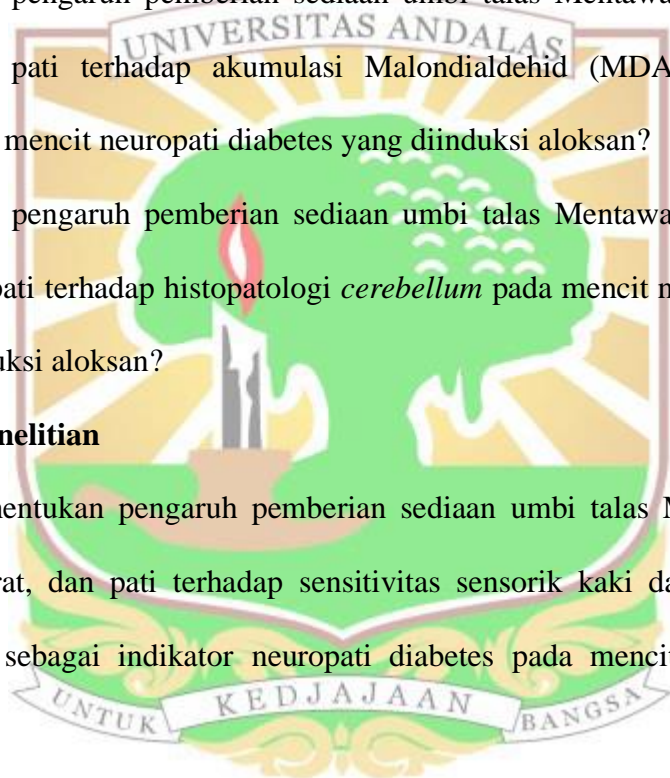 pengaruh pemberian sediaan umbi talas Mentawa
UNIVERSITAS ANDALAS
pati terhadap akumulasi Malondialdehid (MDA
mencit neuropati diabetes yang diinduksi aloksan?
pengaruh pemberian sediaan umbi talas Mentawa
pati terhadap histopatologi cerebellum pada mencit
uksi aloksan?
nelitian
nentukan pengaruh pemberian sediaan umbi talas
rat, dan pati terhadap sensitivitas sensorik kaki da
sebagai indikator neuropati diabetes pada mencit
UNTUK KEDJAJAAN BANGSA